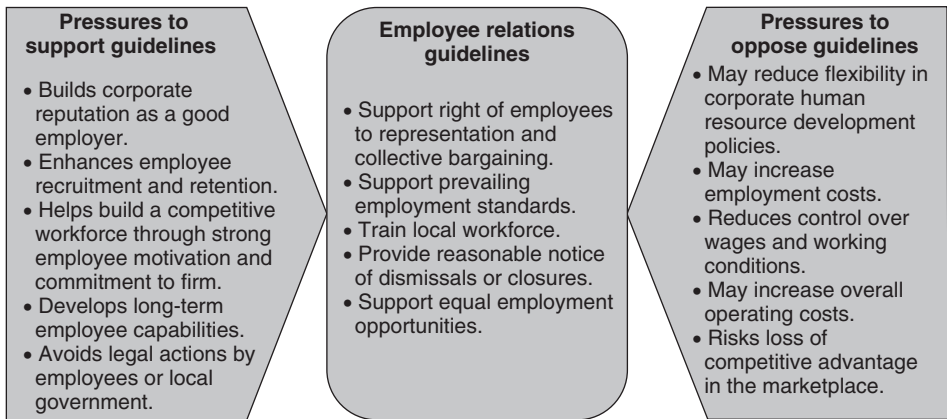 Pressures to
support guidelines
• Builds corporate
reputation as a good
employer.
• Enhances employee
recruitment and retention.
• Helps build a competitive
workforce through strong
employee motivation and
commitment to firm.
• Develops long-term
employee capabilities.
• Avoids legal actions by
employees or local
government.
Employee relations
guidelines
• Support right of employees
to representation and
collective bargaining.
• Support prevailing
employment standards.
• Train local workforce.
• Provide reasonable notice
of dismissals or closures.
• Support equal employment
opportunities.
Pressures to
oppose guidelines
• May reduce flexibility in
corporate human
resource development
policies.
• May increase
employment costs.
• Reduces control over
wages and working
conditions.
• May increase overall
operating costs.
• Risks loss of
competitive advantage
in the marketplace.